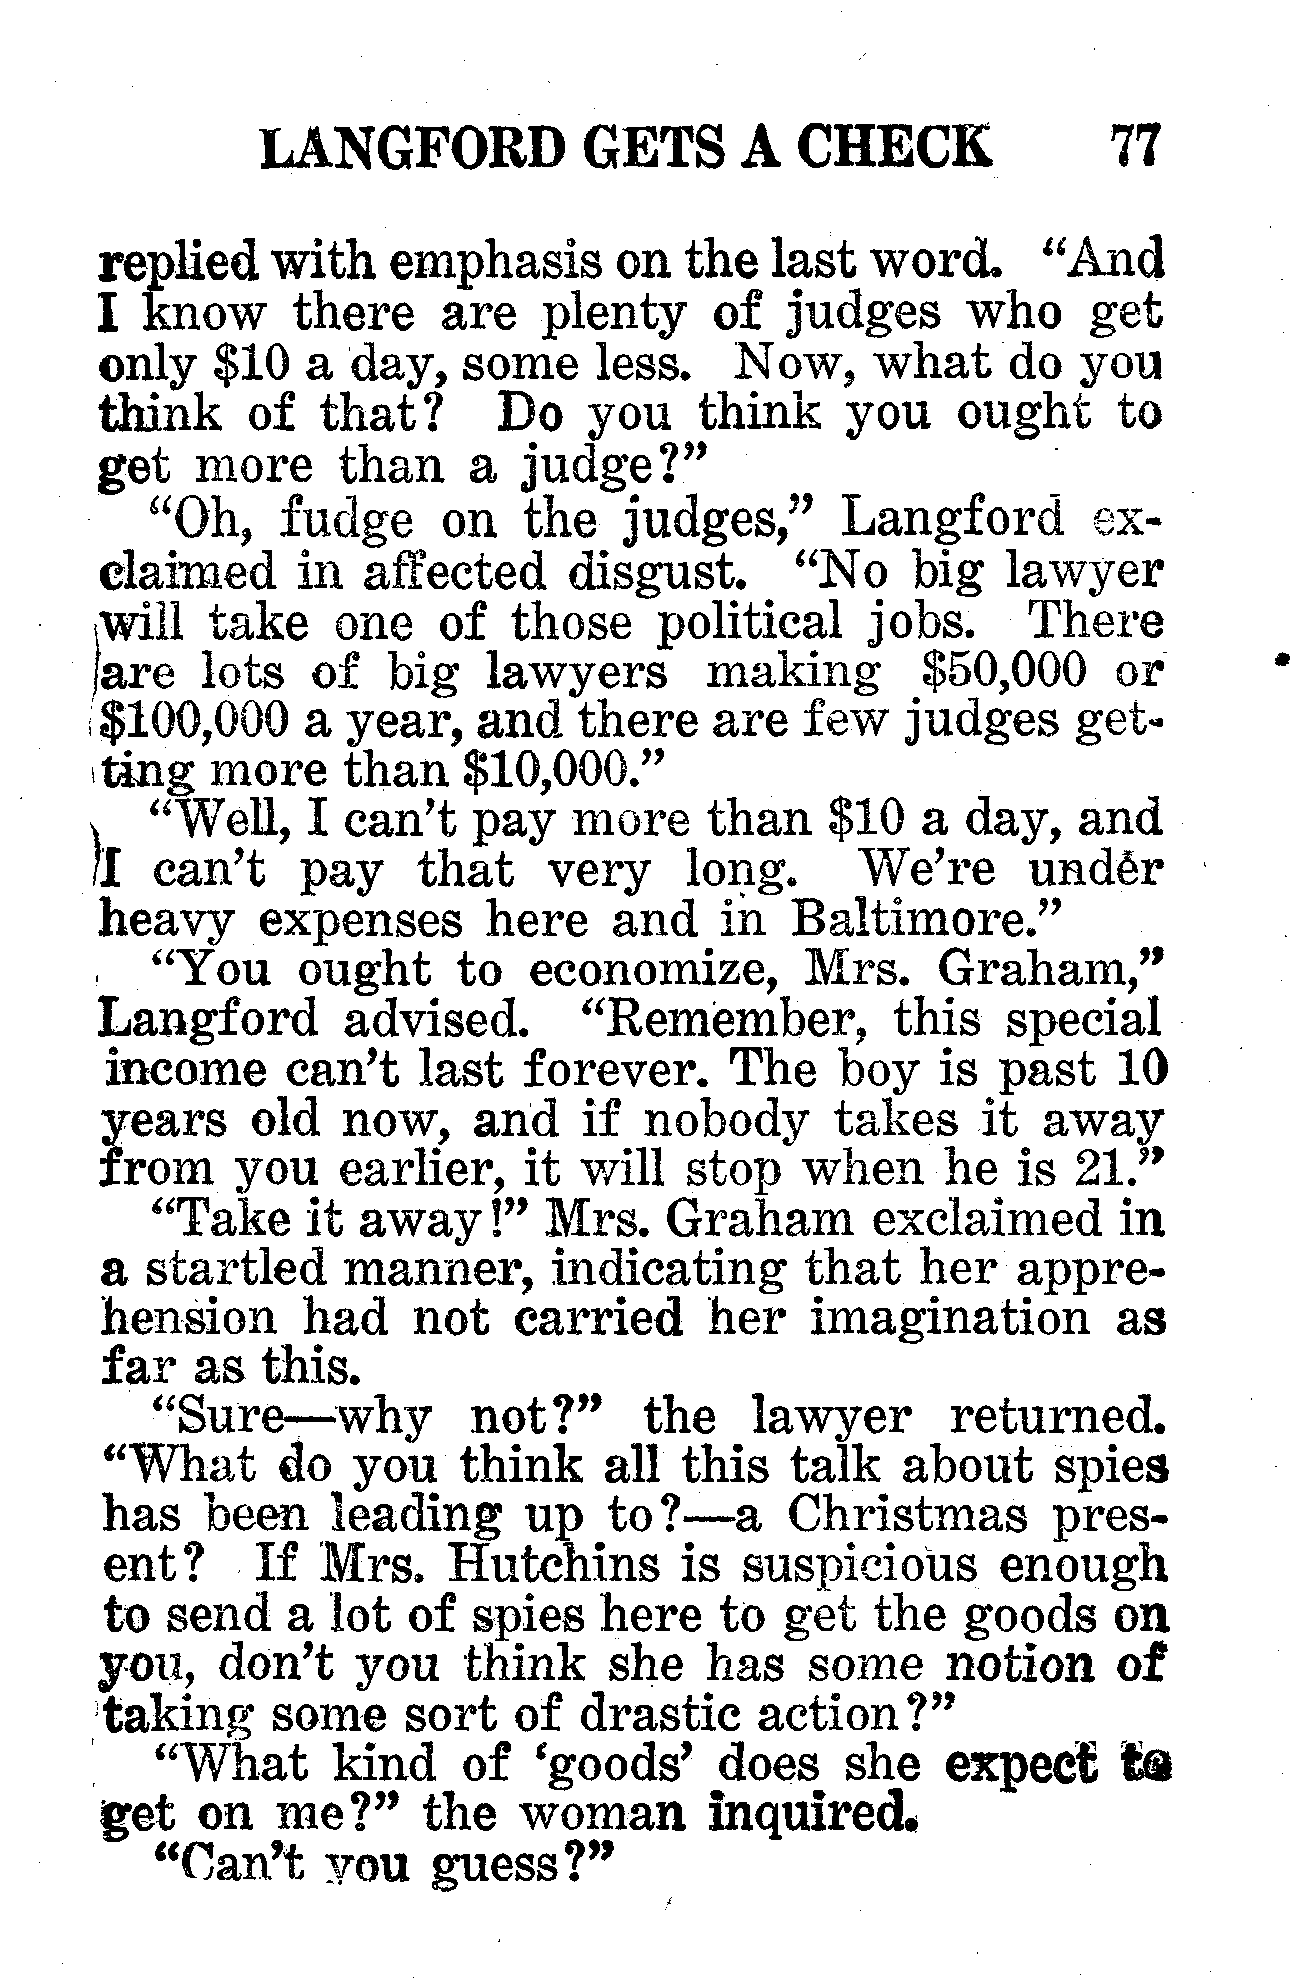 LANGFORD GETS A CHECK 77
replied with emphasis on the last word. “And
I know there are plenty of judges who get
only $10 a day, some less. Now, what do you
think of that? Do you think you ought to
get more than a judge?”
“Oh, fudge on the judges,” Langford ex-
claimed in affected disgust. “No big lawyer
will take one of those political jobs. There
are lots of big lawyers making $50,000 or
$100,000 a year, and there are few judges get-
ting more than $10,000.”
“Well, I can’t pay more than $10 a day, and
I can’t pay that very long. We’re under
heavy expenses here and in Baltimore.”
“You ought to economize, Mrs. Graham,”
Langford advised. “Remember, this special
income can’t last forever. The boy is past 10
years old now, and if nobody takes it away
from you earlier, it will stop when he is 21.”
“Take it away!” Mrs. Graham exclaimed in
a startled manner, indicating that her appre-
hension had not carried her imagination as
far as this.
“Sure—why not?” the lawyer returned.
“What do you think all this talk about spies
has been leading up to?—a Christmas pres-
ent? If Mrs. Hutchins is suspicious enough
to send a lot of spies here to get the goods on
you, don’t you think she has some notion of
taking some sort of drastic action?”
“What kind of ‘goods’ does she expect to
get on me?” the woman inquired.
“Can’t you guess?”